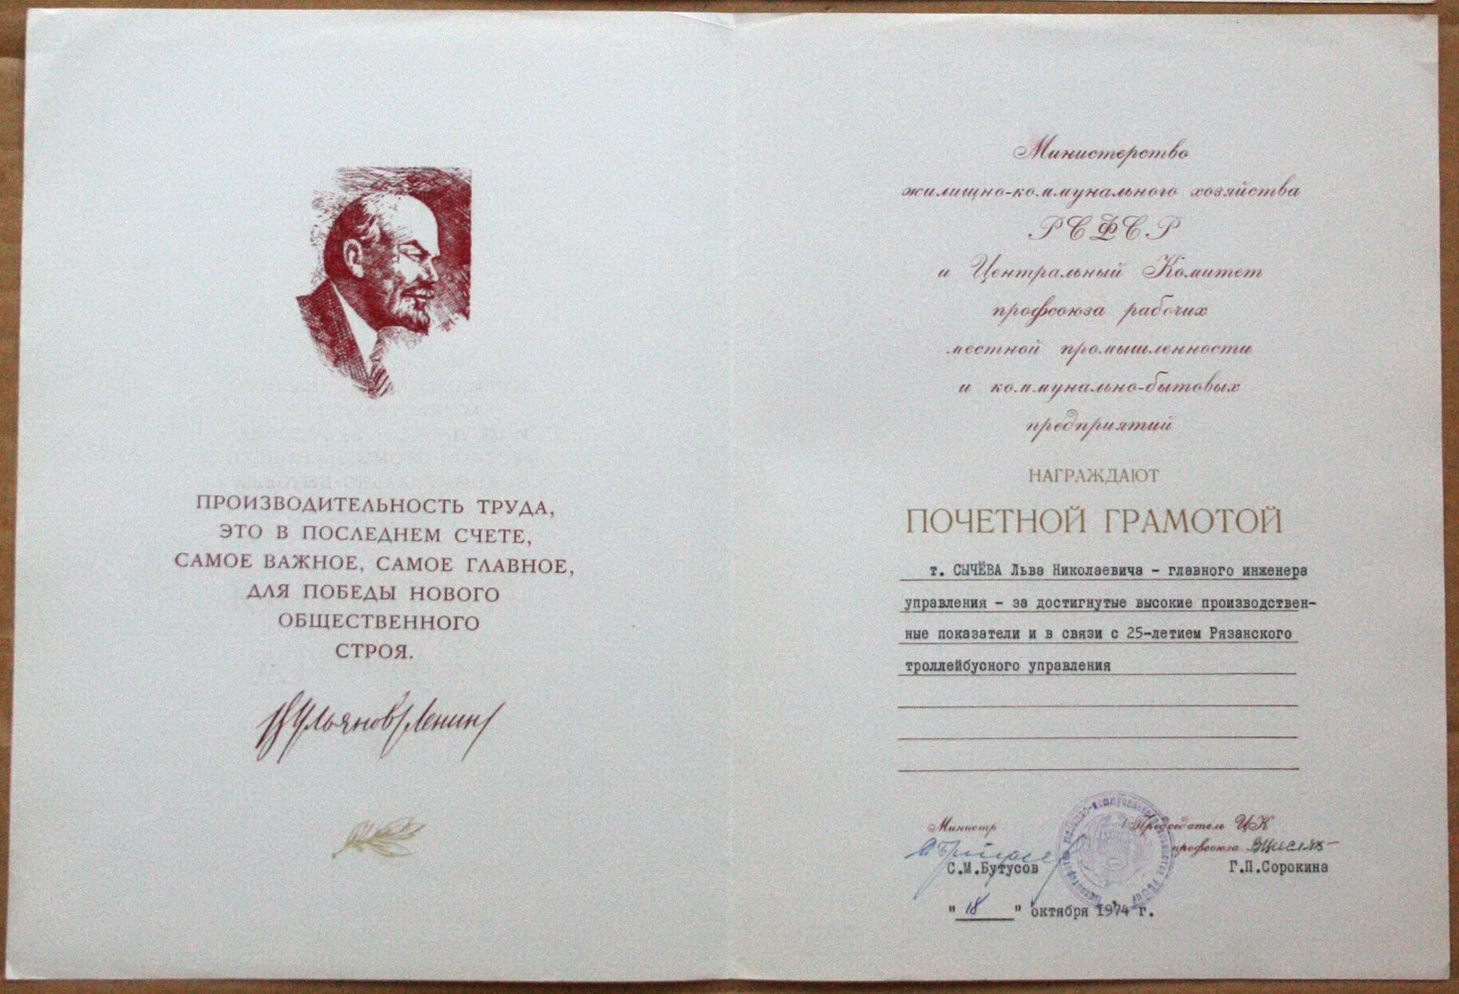 ПРОИЗВОДИТЕЛЬНОСТЬ ТРУДА,
ЭТО В ПОСЛЕДНЕМ СЧЕТЕ,
САМОЕ ВАЖНОЕ, САМОЕ ГЛАВНОЕ,
ДЛЯ ПОБЕДЫ НОВОГО
ОБЩЕСТВЕННОГО
СТРОЯ.
В Ульянов (Ленин)
Министерство
жилищно-коммунального хозяйства
РСФСР
и Центральный Комитет
профсоюза рабочих
местной промышленности
и коммунально-бытовых
предприятий
НАГРАЖДАЮТ
ПОЧЕТНОЙ ГРАМОТОЙ
т. СЫЧЁВА Льва Николаевича - главного инженера
управления - за достигнутые высокие производствен-
ные показатели и в связи с 25-летием Рязанского
троллейбусного управления
Министр
Председатель ЦК
профсоюза
С.М.Бутусов
Г.П.Сорокина
"18" октября 1974 г.